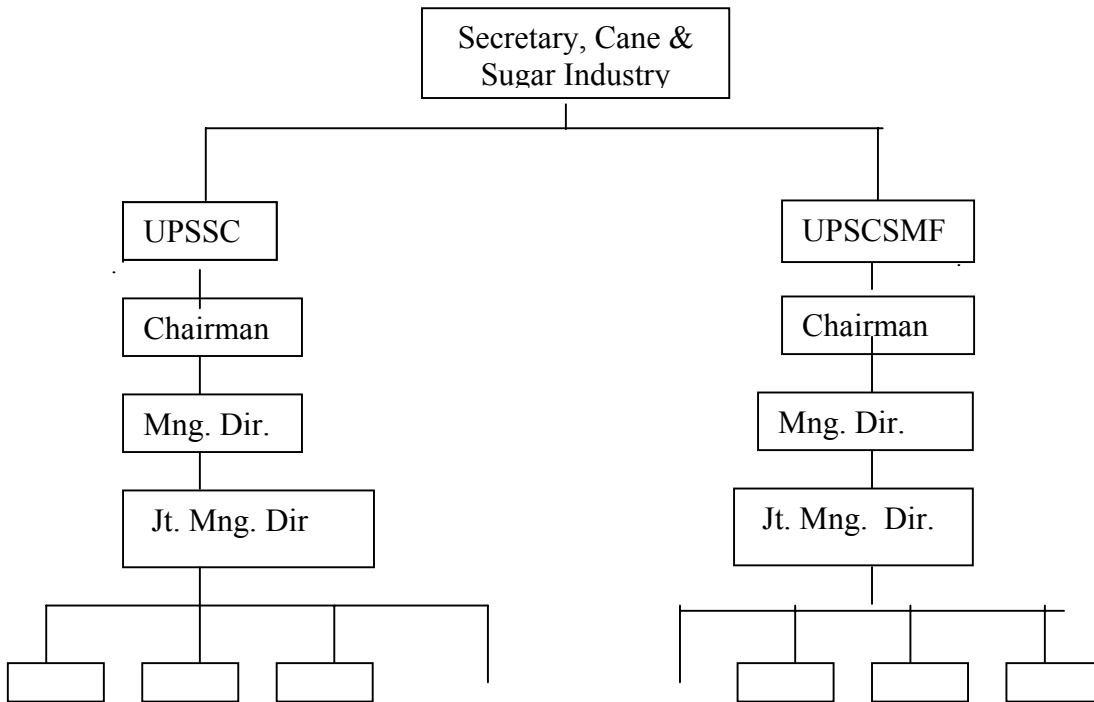 Secretary, Cane &
Sugar Industry
UPSSC
UPSCSMF
Chairman
Chairman
Mng. Dir.
Mng. Dir.
Jt. Mng. Dir
Jt. Mng. Dir.